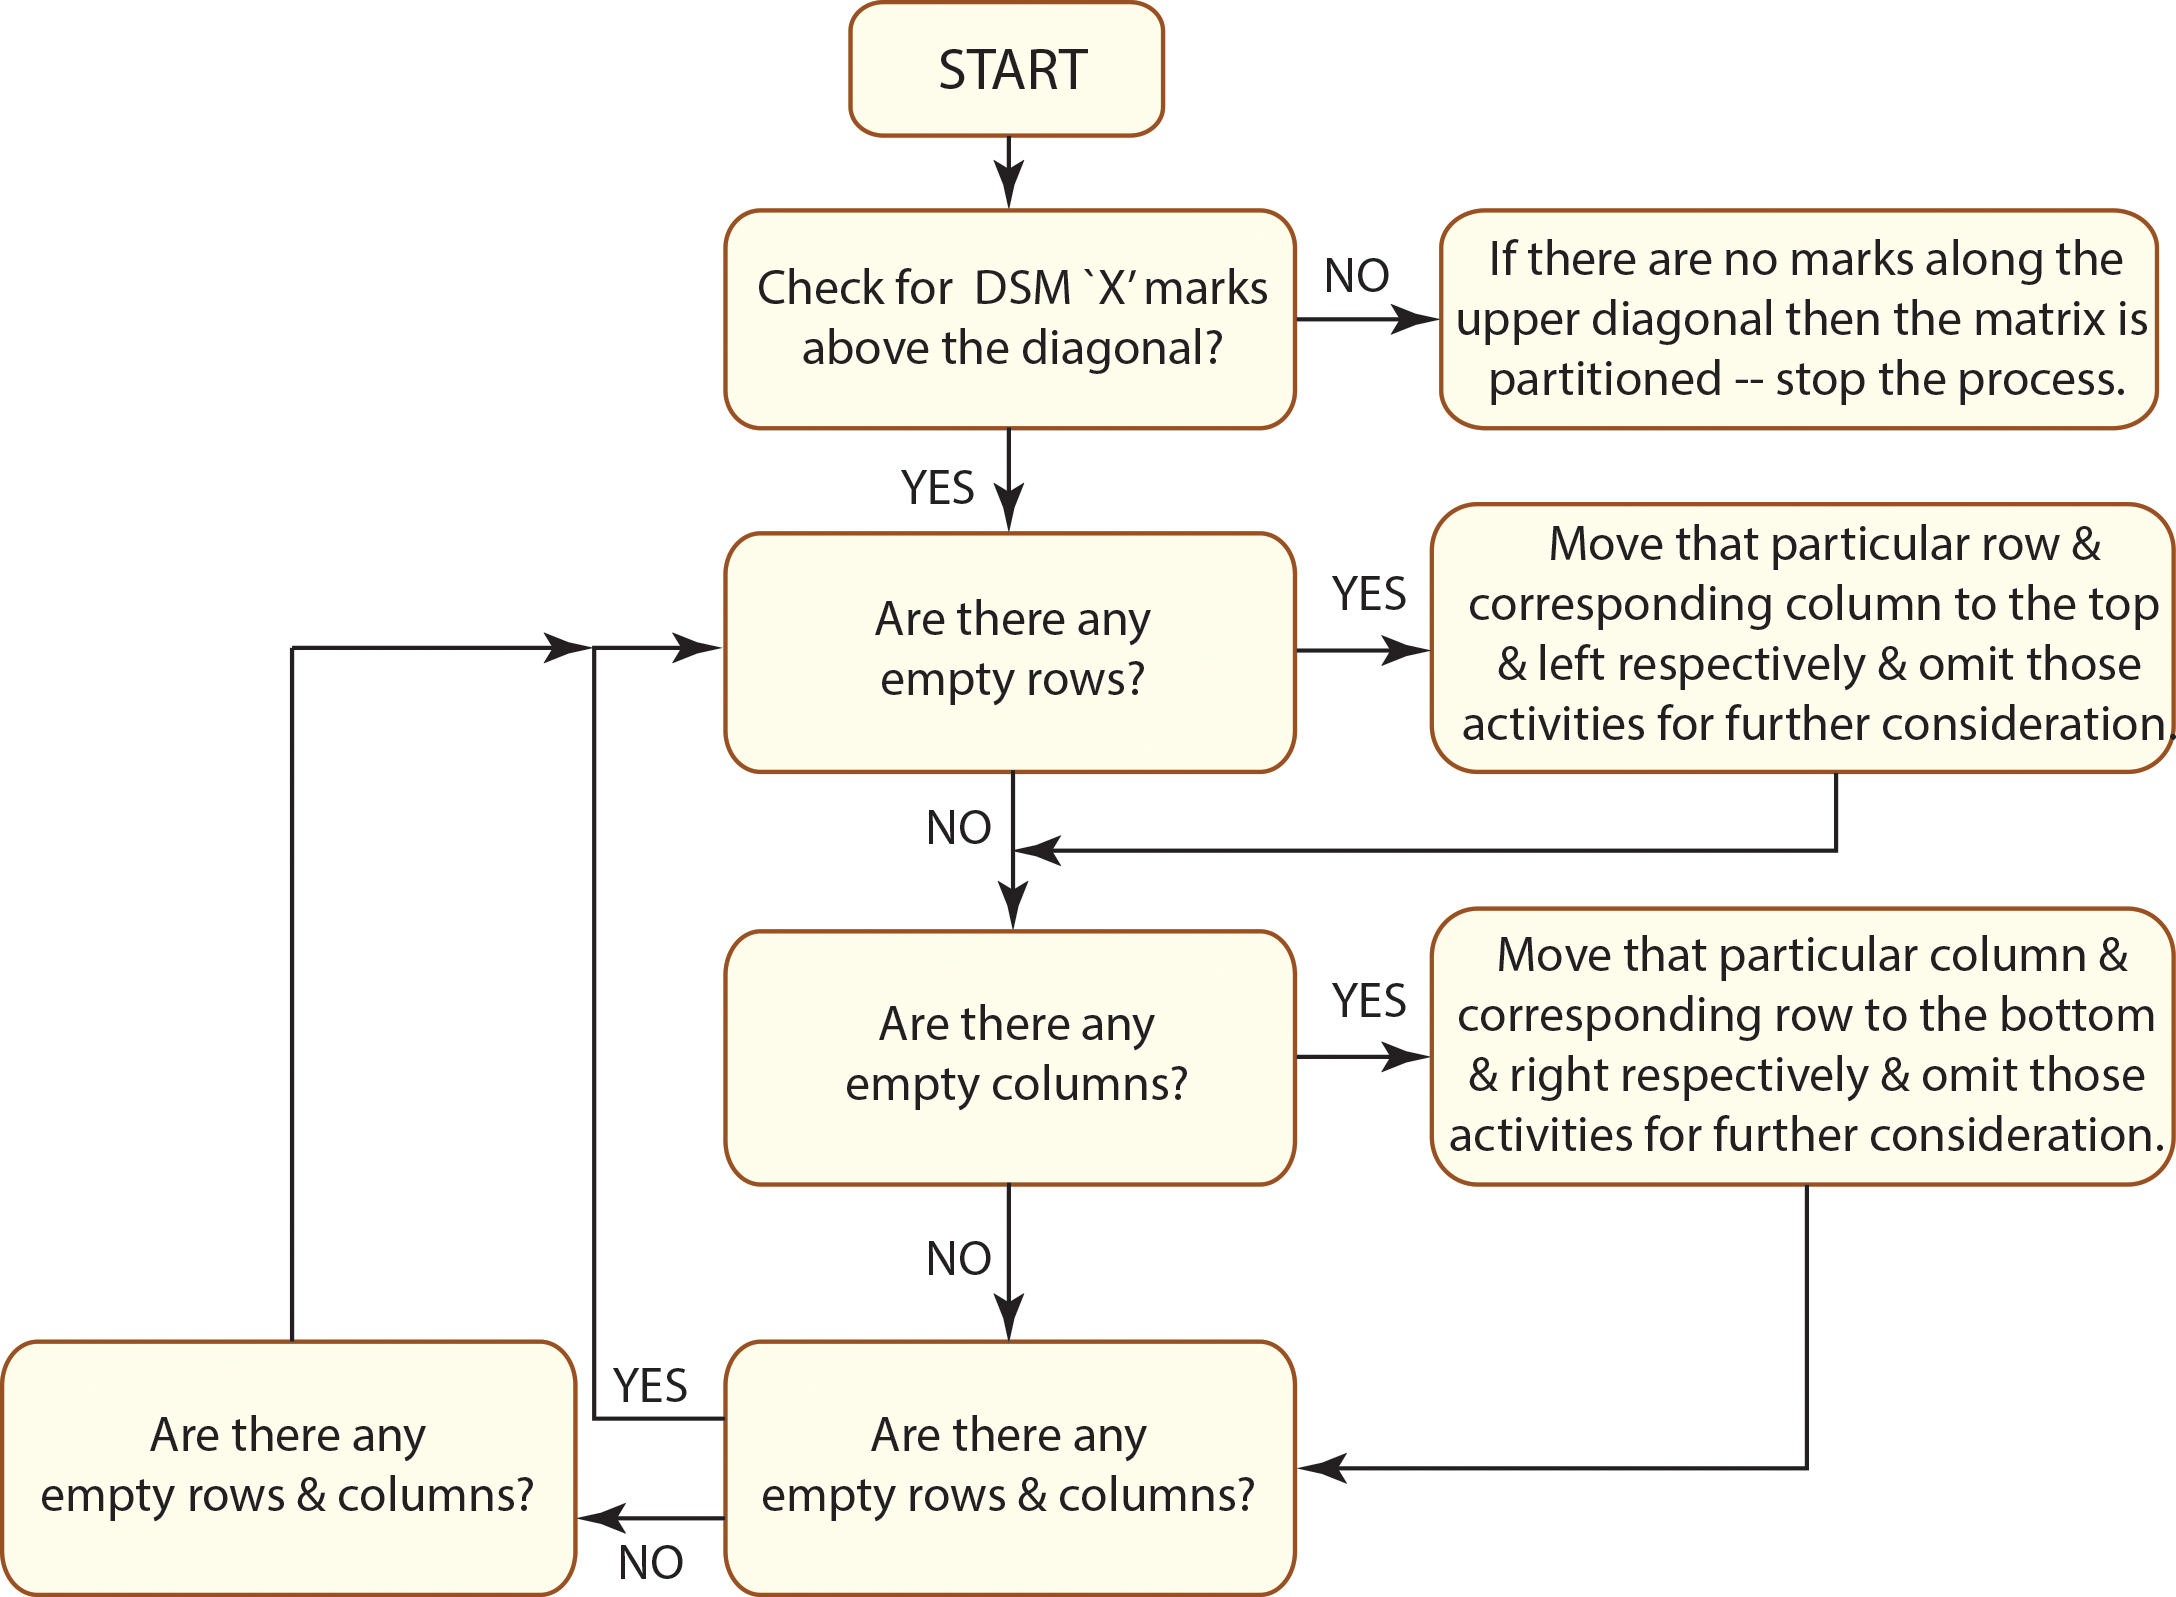 START
Check for DSM `X’ marks
above the diagonal?
NO
If there are no marks along the
upper diagonal then the matrix is
partitioned -- stop the process.
YES
Are there any
empty rows?
YES
Move that particular row &
corresponding column to the top
& left respectively & omit those
activities for further consideration.
NO
Are there any
empty columns?
YES
Move that particular column &
corresponding row to the bottom
& right respectively & omit those
activities for further consideration.
NO
Are there any
empty rows & columns?
YES
NO
Are there any
empty rows & columns?